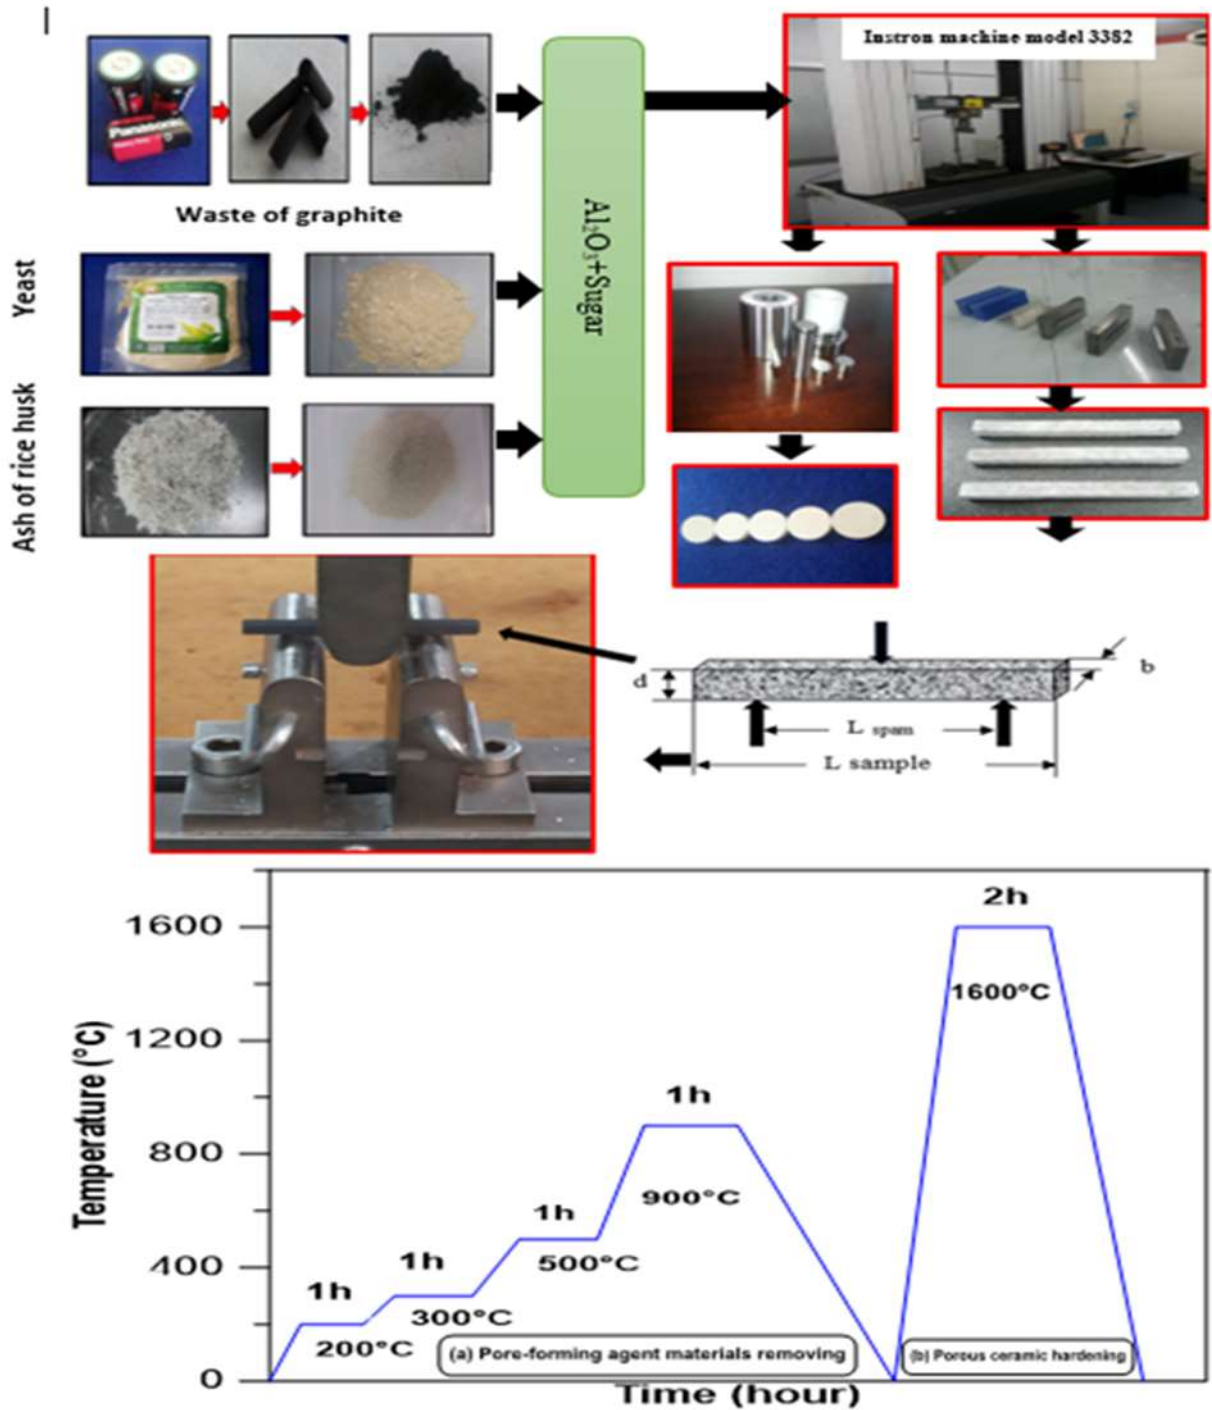 Instron machine model 3382
Panasonic
Waste of graphite
Yeast
Ash of rice husk
Al₂O₃+Sugar
d
b
L spam
L sample
1600
1200
800
400
0
Temperature (°C)
1h
200°C
1h
300°C
1h
500°C
1h
900°C
2h
1600°C
(a) Pore-forming agent materials removing
(b) Porous ceramic hardening
Time (hour)